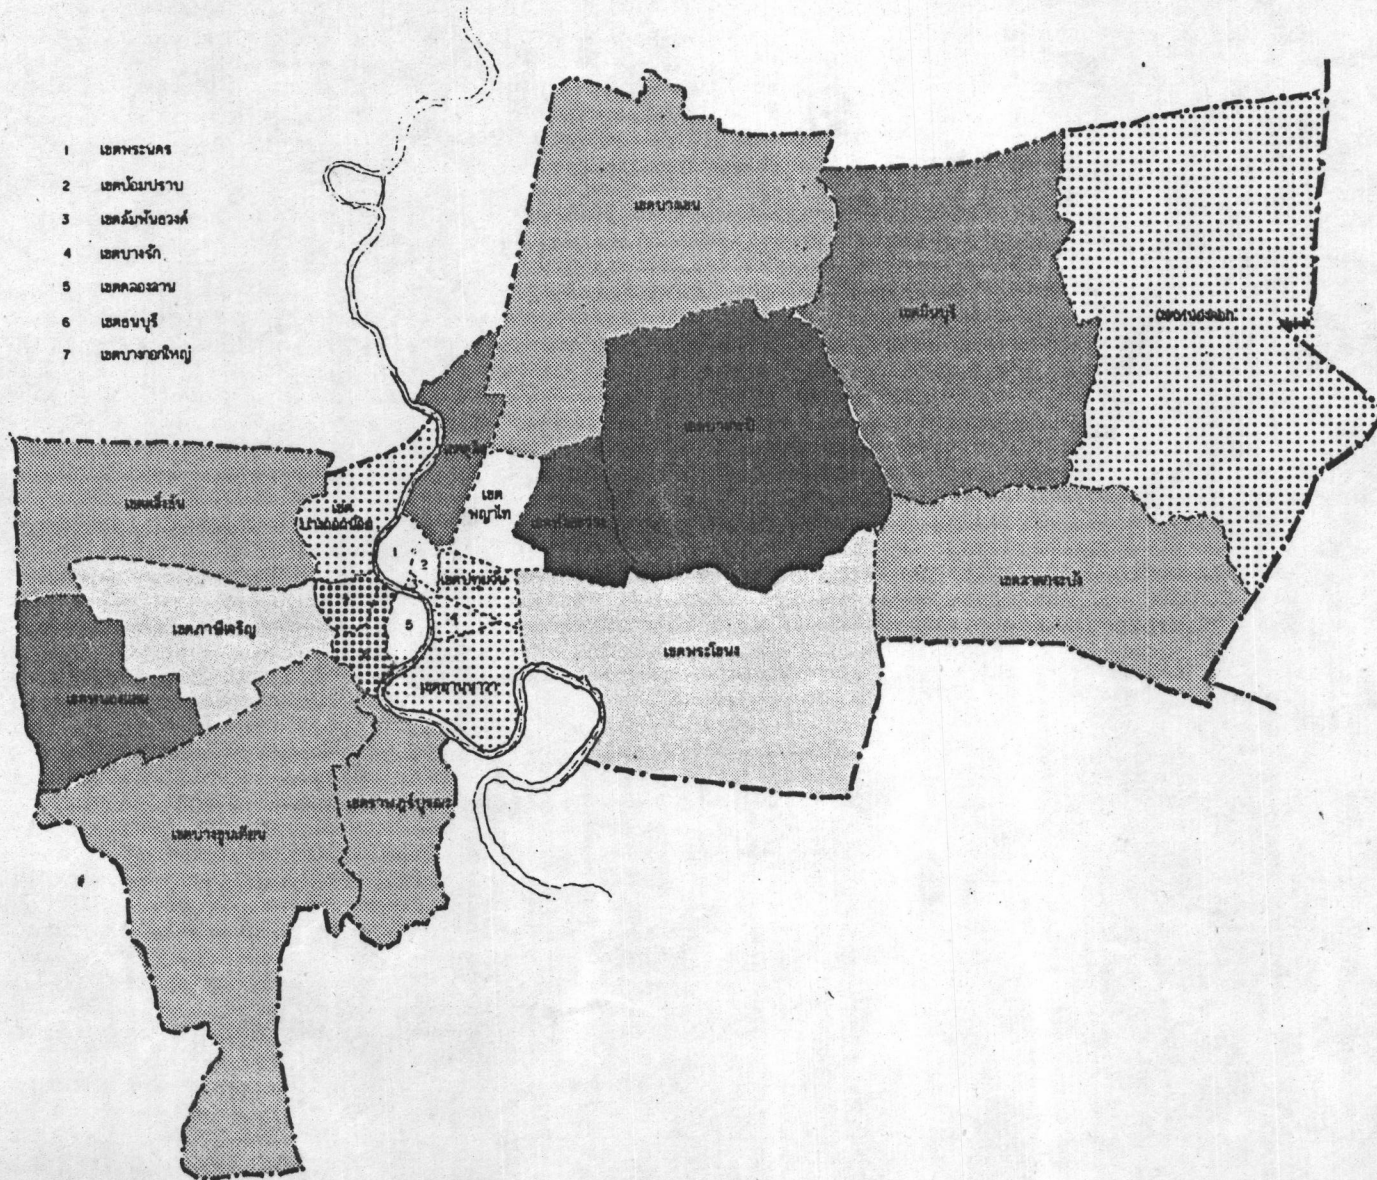 1 เขตพระนคร
2 เขตป้อมปราบ
3 เขตสัมพันธวงศ์
4 เขตบางรัก
5 เขตคลองสาน
6 เขตธนบุรี
7 เขตบางกอกใหญ่
เขตบางเขน
เขตมีนบุรี
เขตหนองจอก
เขตบางกะปิ
เขตดุสิต
เขต
พญาไท
เขตห้วยขวาง
เขตตลิ่งชัน
เขต
บางกอกน้อย
1
2
เขตปทุมวัน
เขตลาดกระบัง
เขตภาษีเจริญ
5
4
เขตพระโขนง
เขตหนองแขม
เขตยานนาวา
เขตราษฎร์บูรณะ
เขตบางขุนเทียน